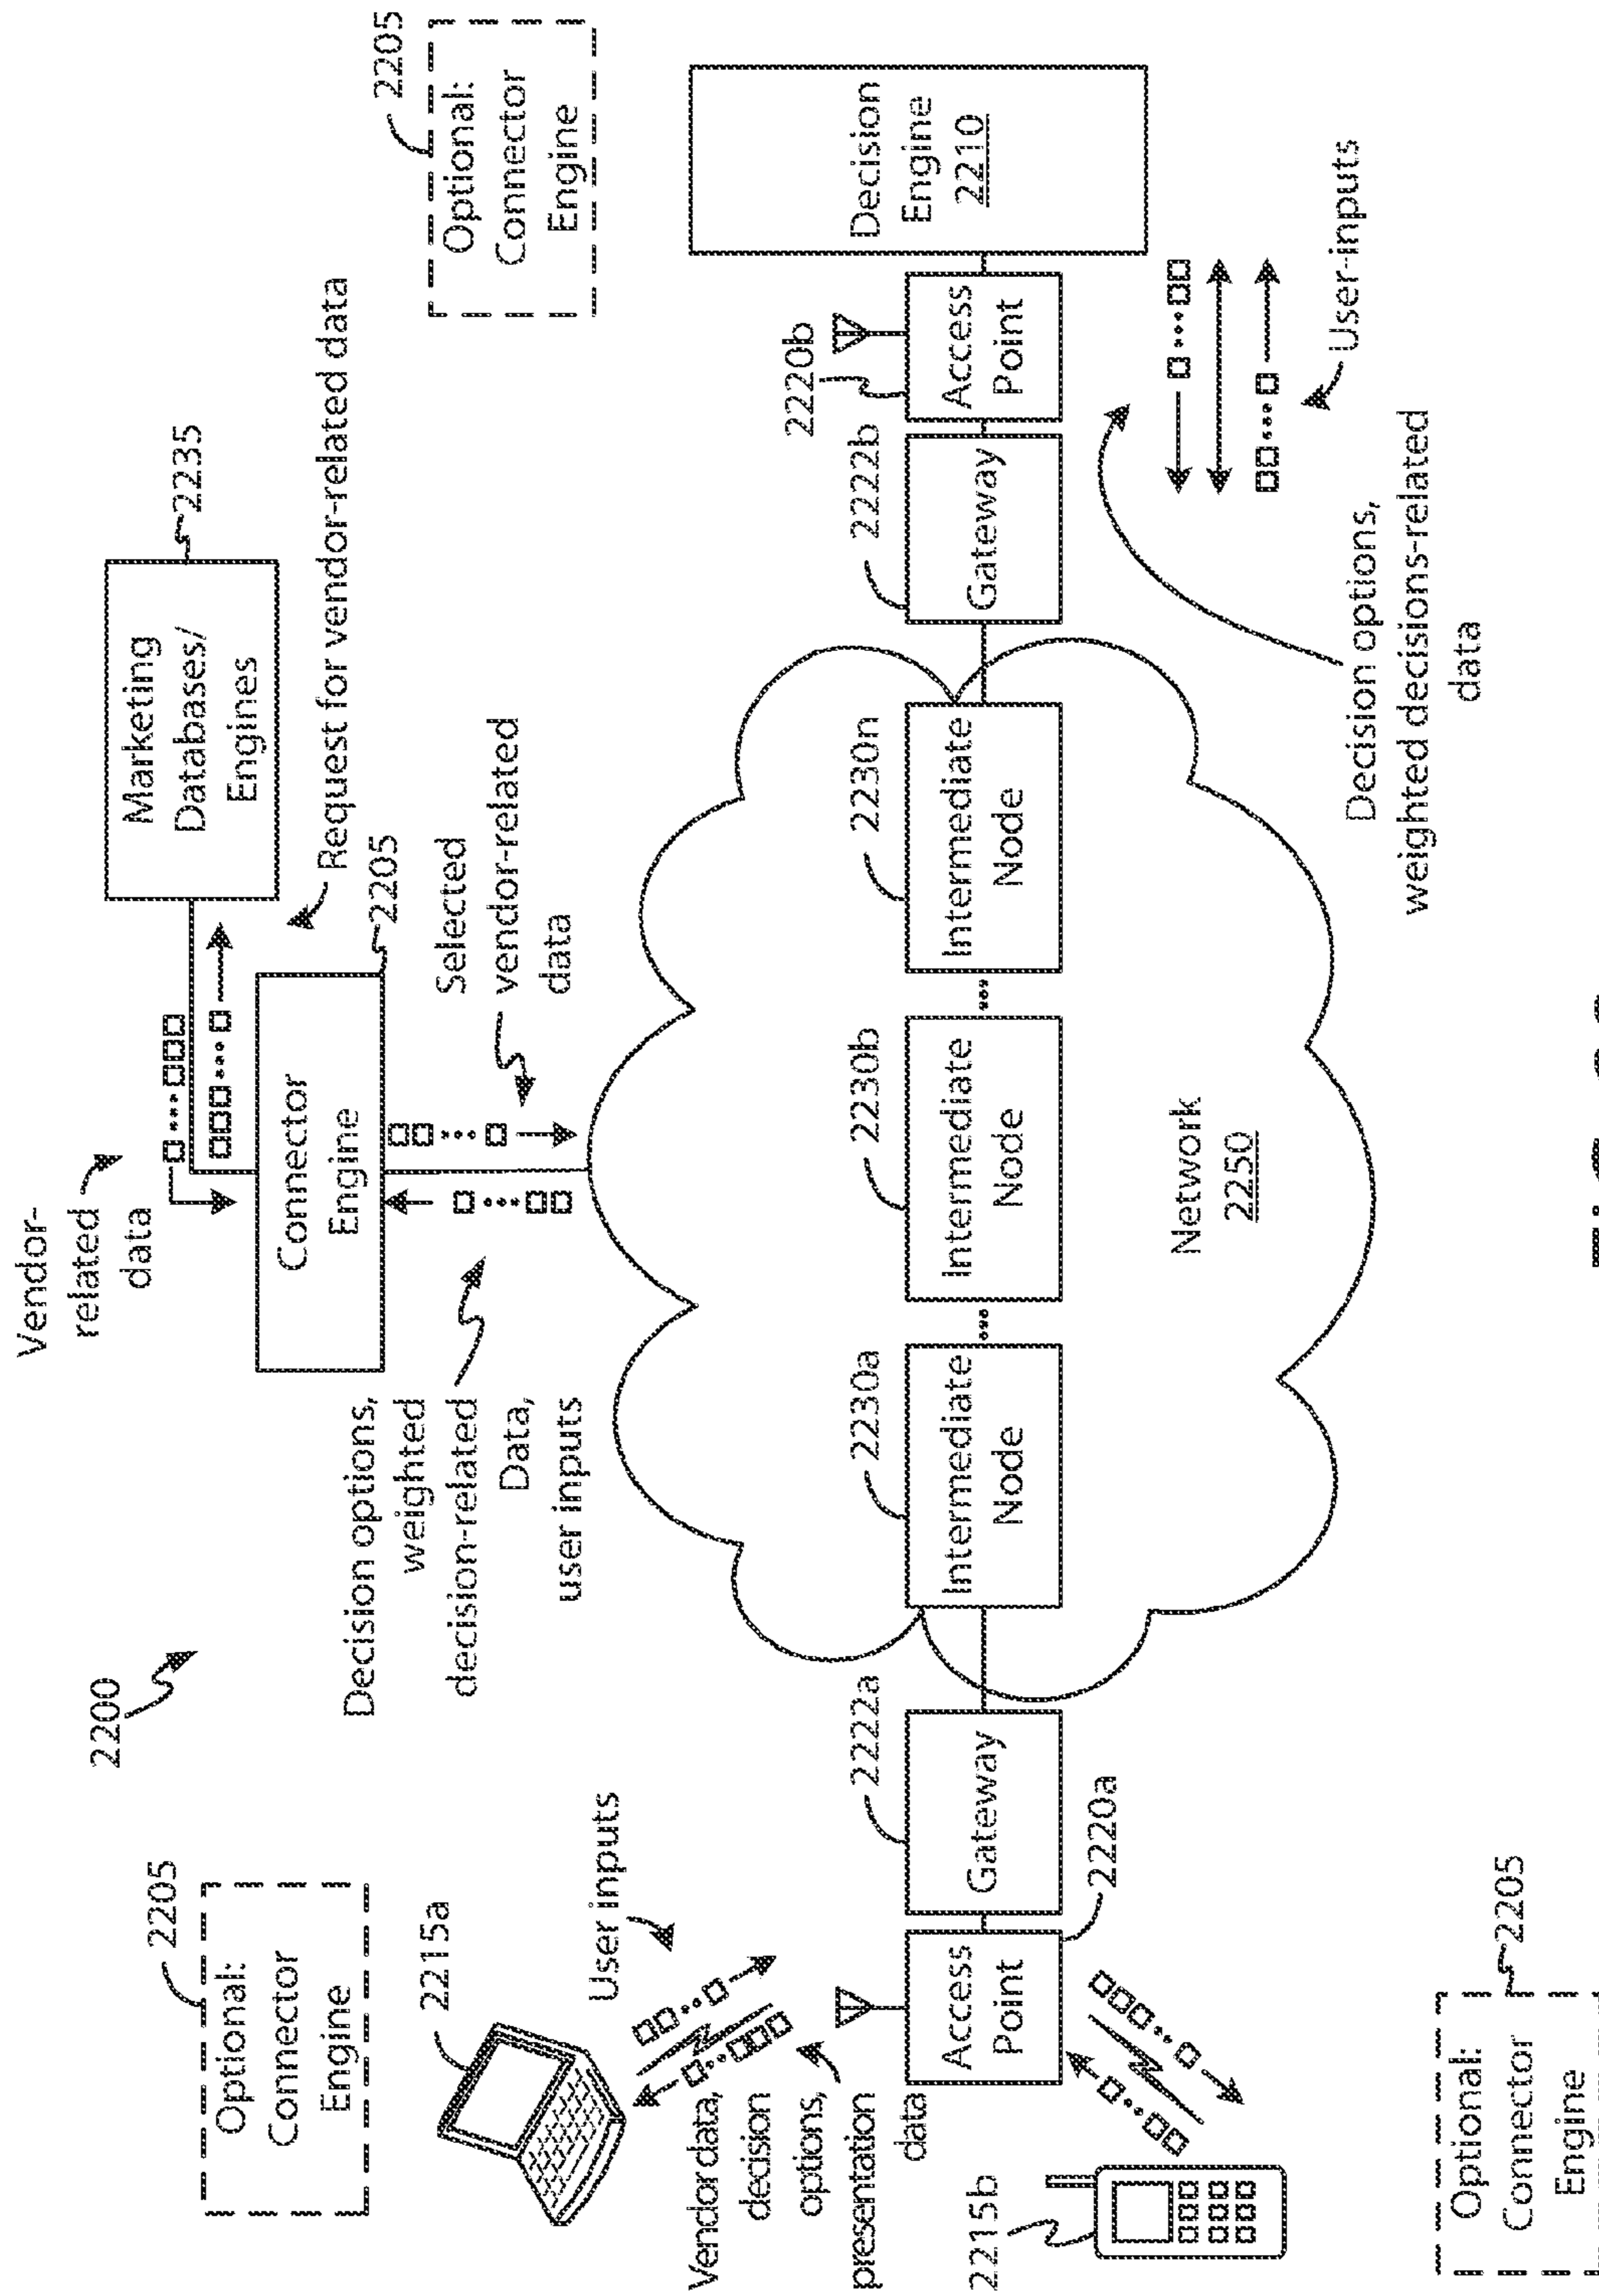 2200
Optional:
Connector
Engine
2205
Vendor-
related
data
Marketing
Databases/
Engines
2235
Request for vendor-related data
Connector
Engine
2205
Optional:
Connector
Engine
2205
Decision options,
weighted
decision-related
Data,
user inputs
Selected
vendor-related
data
2215a
User inputs
Vendor data,
decision
options,
presentation
data
2215b
Access
Point
2220a
Gateway
2222a
Intermediate
Node
2230a
Intermediate
Node
2230b
Intermediate
Node
2230n
Network
2250
Gateway
2222b
Access
Point
2220b
Decision
Engine
2210
User-inputs
Decision options,
weighted decisions-related
data
Optional:
Connector
Engine
2205